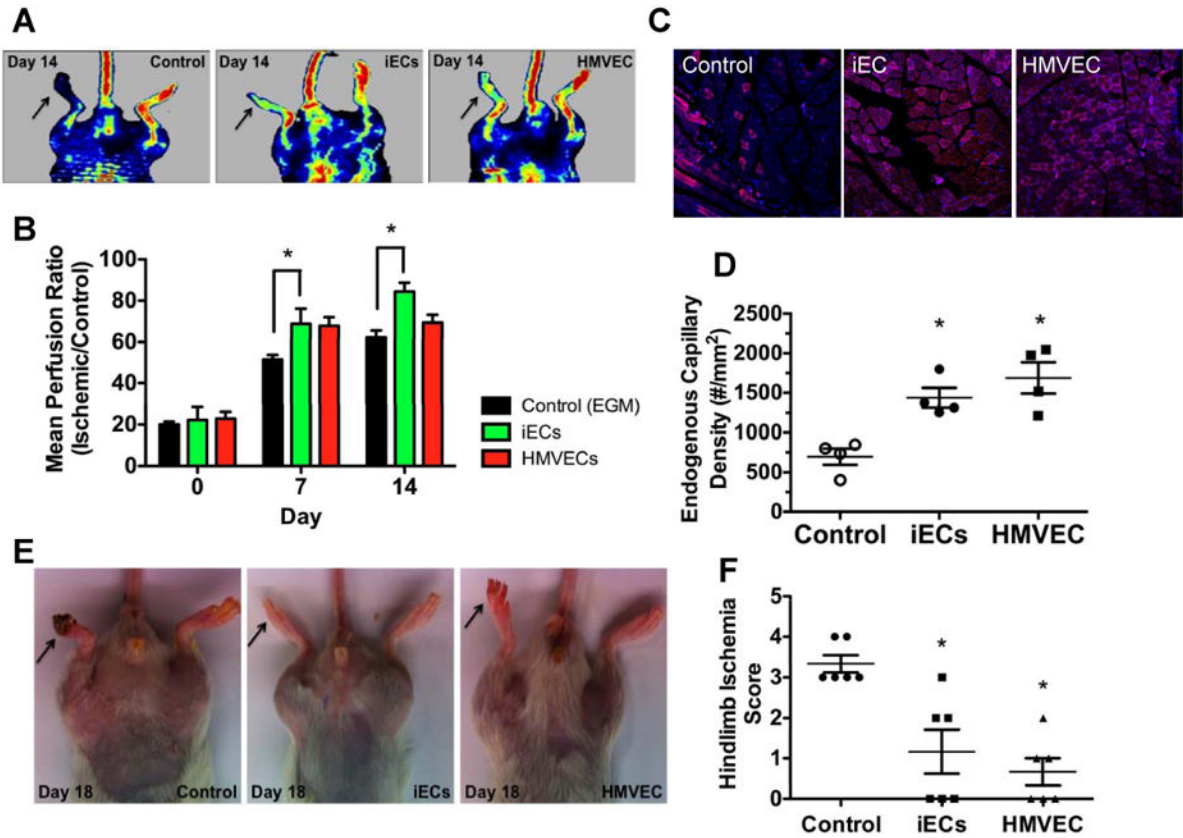 A
Day 14
Control
Day 14
iECs
Day 14
HMVEC
B
Mean Perfusion Ratio
(Ischemic/Control)
100
80
60
40
20
0
*
*
0
7
14
Day
Control (EGM)
iECs
HMVECs
C
Control
iEC
HMVEC
D
Endogenous Capillary
Density (#/mm²)
2500
2000
1500
1000
500
0
*
*
Control
iECs
HMVEC
E
Day 18
Control
Day 18
iECs
Day 18
HMVEC
F
Hindlimb Ischemia
Score
5
4
3
2
1
0
*
*
Control
iECs
HMVEC